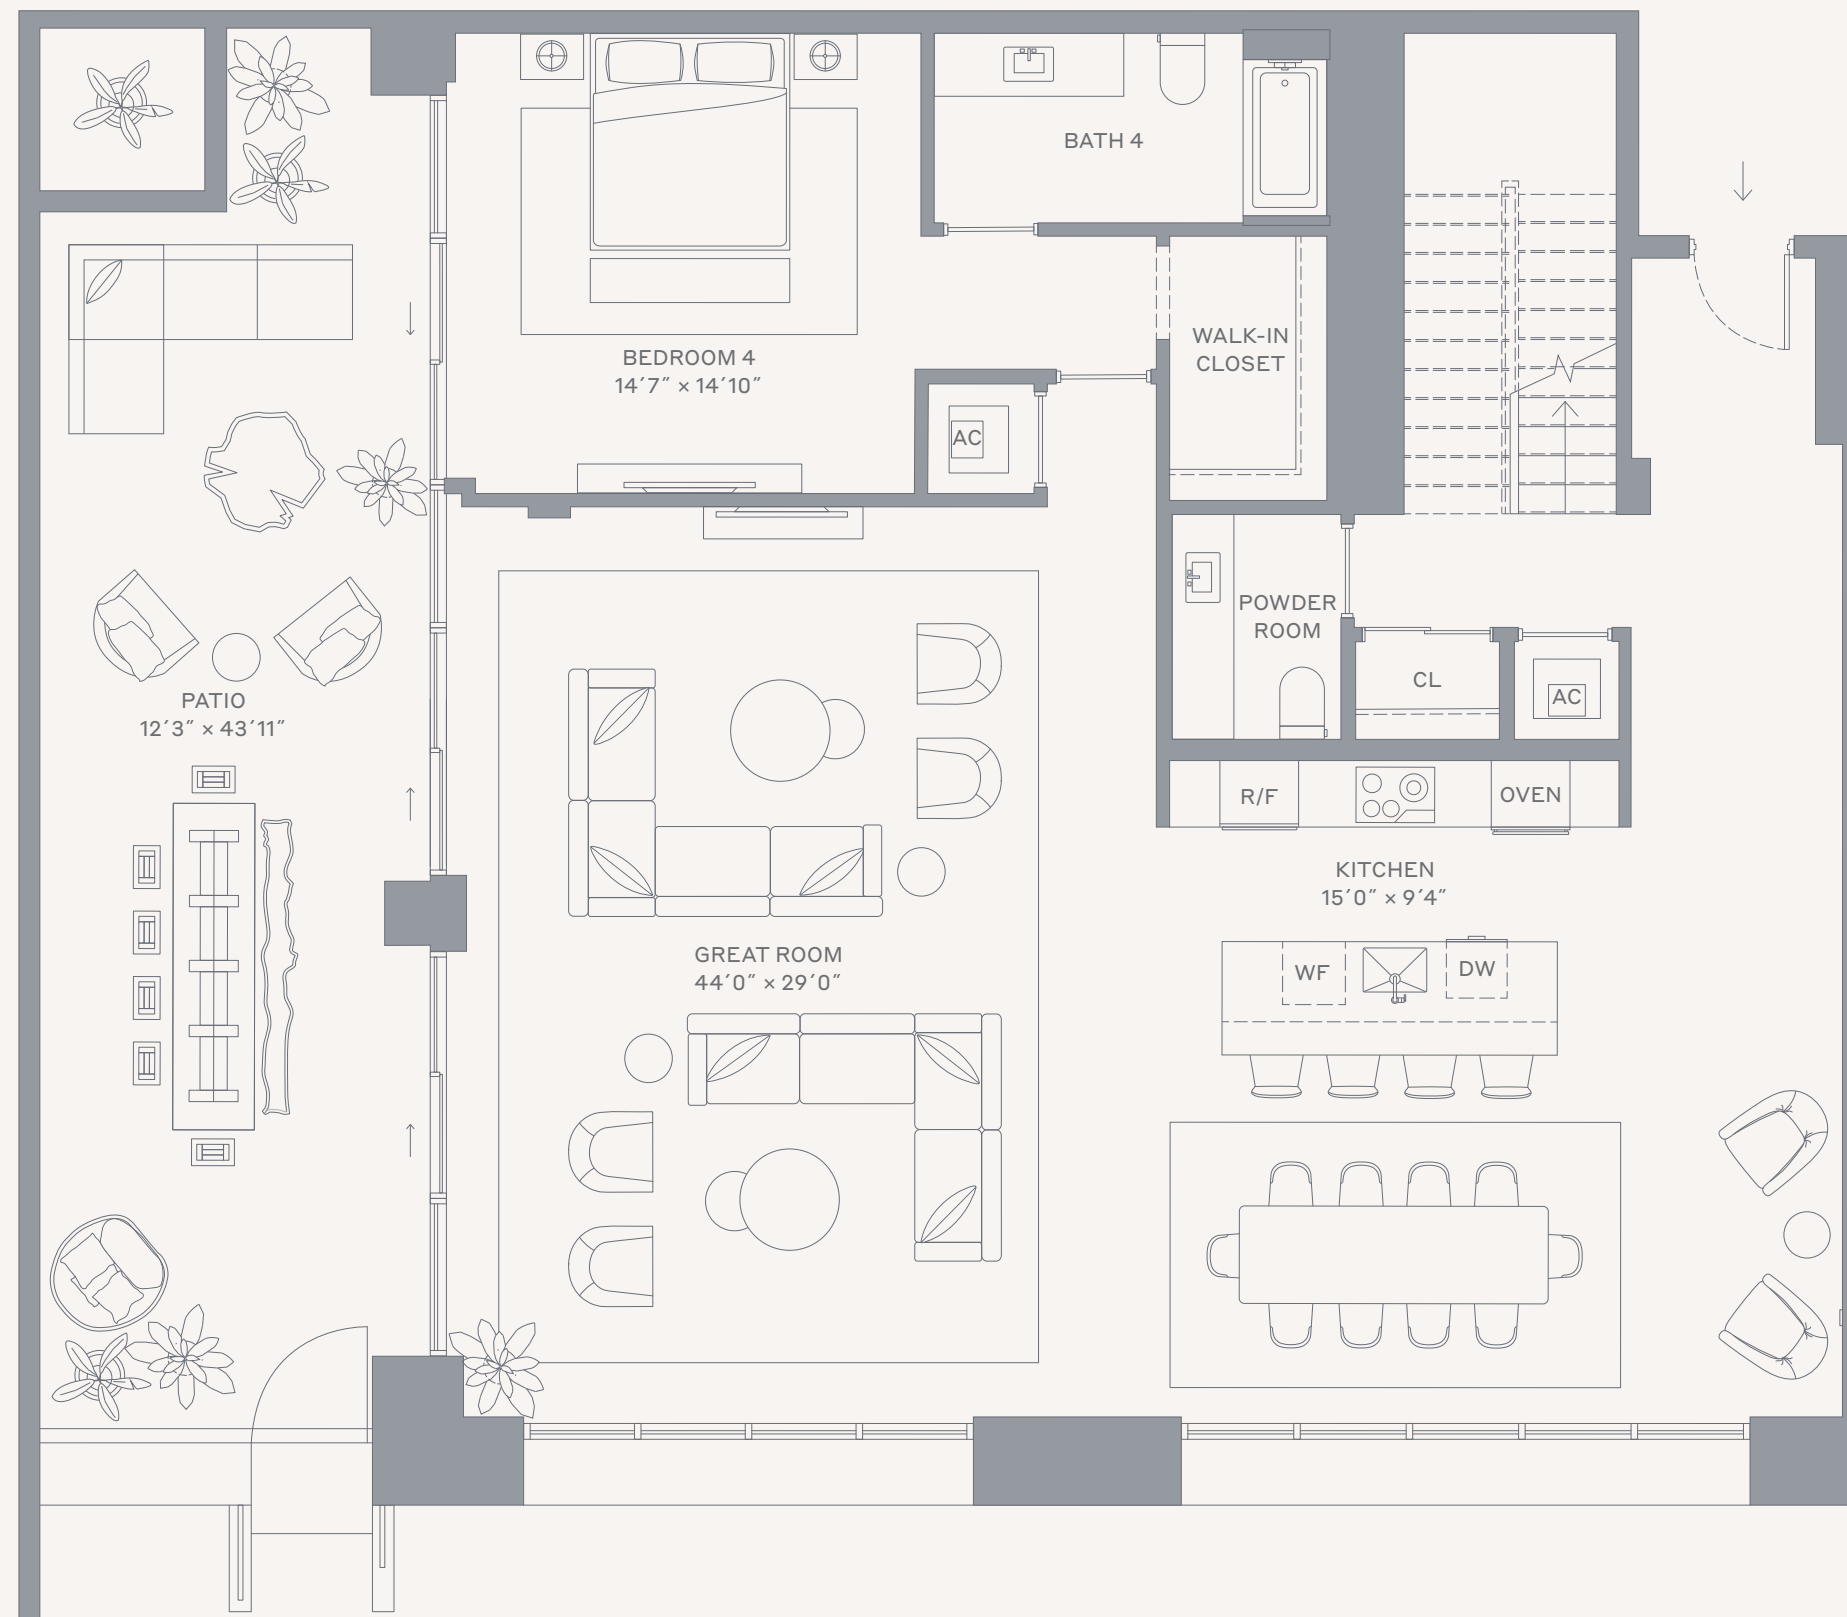 BATH 4
WALK-IN
CLOSET
BEDROOM 4
14′7″ × 14′10″
AC
POWDER
ROOM
CL
AC
PATIO
12′3″ × 43′11″
R/F
OVEN
KITCHEN
15′0″ × 9′4″
GREAT ROOM
44′0″ × 29′0″
WF
DW